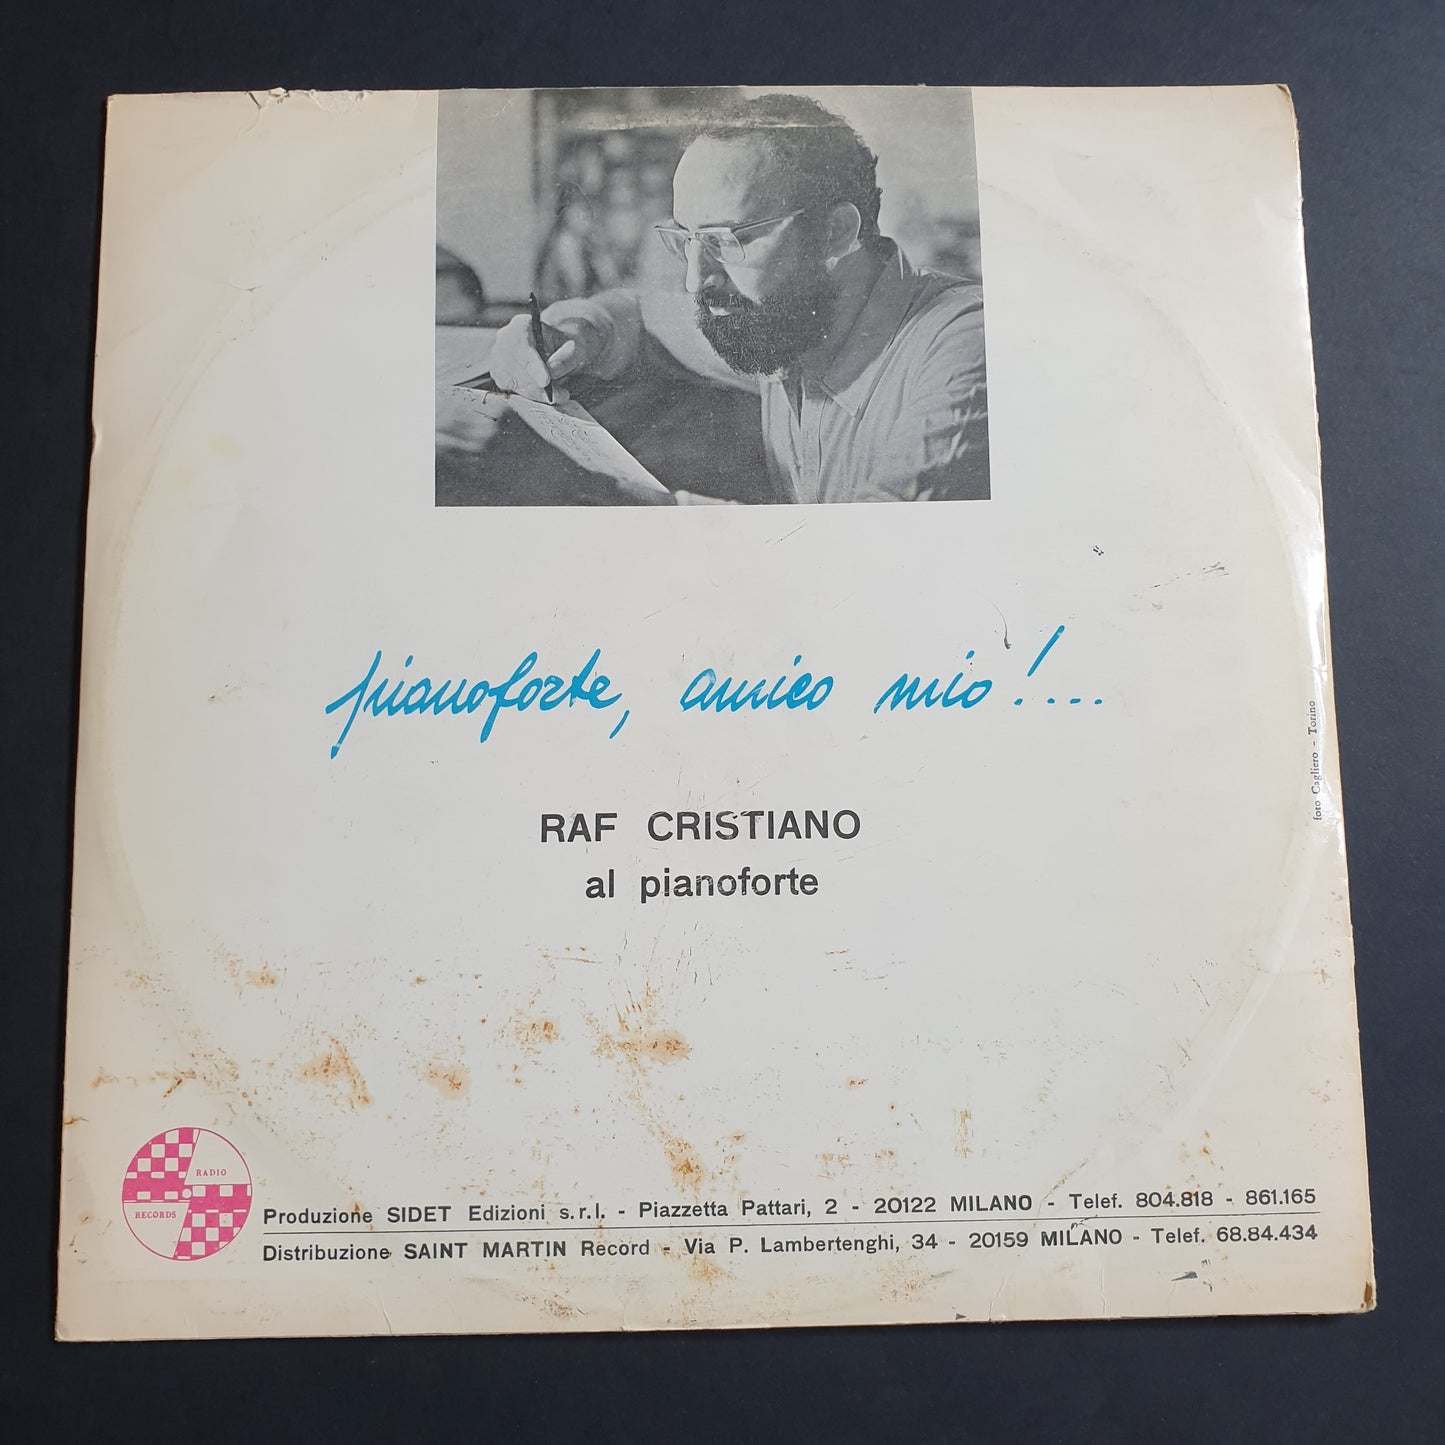 pianoforte, amico mio!....
RAF CRISTIANO
al pianoforte
foto Cagliero - Torino
RADIO
RECORDS
Produzione SIDET Edizioni s.r.l. - Piazzetta Pattari, 2 - 20122 MILANO - Telef. 804.818 - 861.165
Distribuzione SAINT MARTIN Record - Via P. Lambertenghi, 34 - 20159 MILANO - Telef. 68.84.434